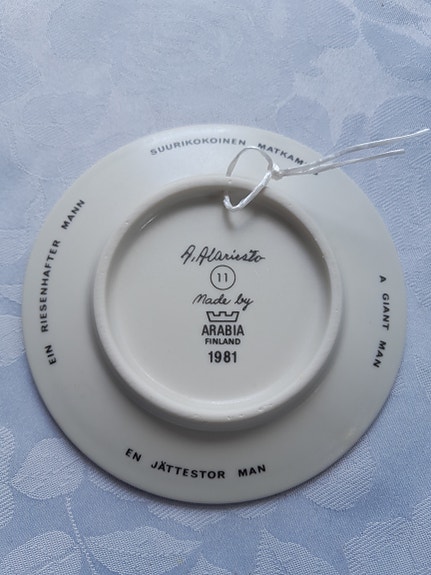 SUURIKOKOINEN
A GIANT MAN
EN JÄTTESTOR MAN
EIN RIESENHAFTER MANN
A. Alariesto
11
Made by
ARABIA
FINLAND
1981